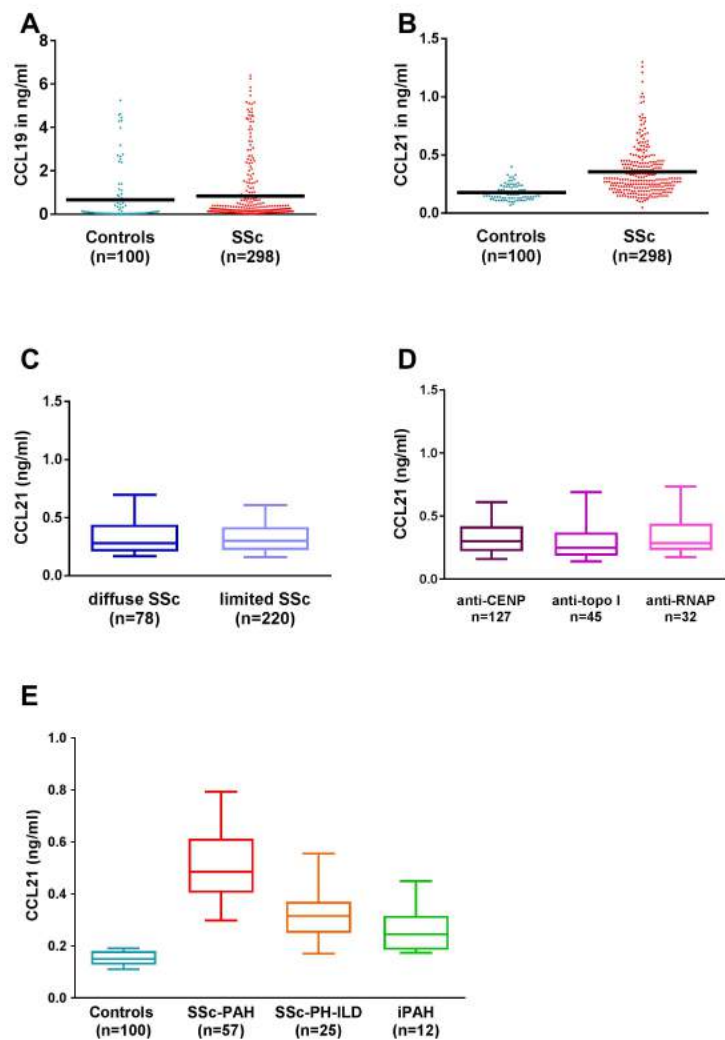 A
CCL19 in ng/ml
8
6
4
2
0
Controls
(n=100)
SSc
(n=298)
B
CCL21 in ng/ml
1.5
1.0
0.5
0.0
Controls
(n=100)
SSc
(n=298)
C
CCL21 (ng/ml)
1.5
1.0
0.5
0.0
diffuse SSc
(n=78)
limited SSc
(n=220)
D
CCL21 (ng/ml)
1.5
1.0
0.5
0.0
anti-CENP
n=127
anti-topo I
n=45
anti-RNAP
n=32
E
CCL21 (ng/ml)
1.0
0.8
0.6
0.4
0.2
0.0
Controls
(n=100)
SSc-PAH
(n=57)
SSc-PH-ILD
(n=25)
iPAH
(n=12)